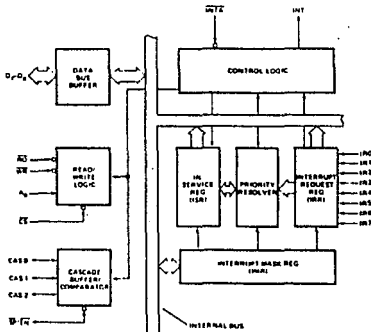 INTA
INT
D7-D0
DATA
BUS
BUFFER
CONTROL LOGIC
RD
WR
A0
CS
READ/
WRITE
LOGIC
IN
SERVICE
REG
(ISR)
PRIORITY
RESOLVER
INTERRUPT
REQUEST
REG
(IRR)
IR0
IR1
IR2
IR3
IR4
IR5
IR6
IR7
CAS 0
CAS 1
CAS 2
CASCADE
BUFFER/
COMPARATOR
INTERRUPT MASK REG
(IMR)
SP/EN
INTERNAL BUS